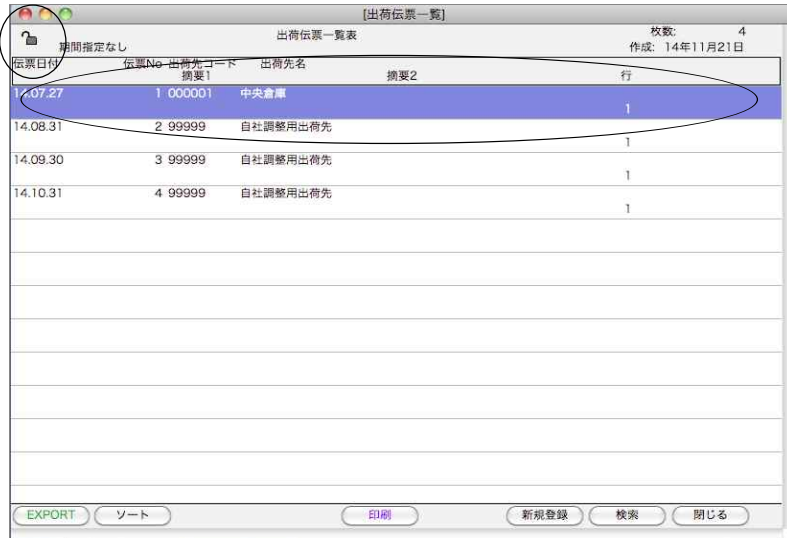 [出荷伝票一覧]
出荷伝票一覧表 枚数: 4
期間指定なし 作成: 14年11月21日
伝票日付 伝票No 出荷先コード 出荷先名
摘要1 摘要2 行
14.07.27 1 000001 中央倉庫
1
14.08.31 2 99999 自社調整用出荷先
1
14.09.30 3 99999 自社調整用出荷先
1
14.10.31 4 99999 自社調整用出荷先
1
EXPORT ソート 印刷 新規登録 検索 閉じる